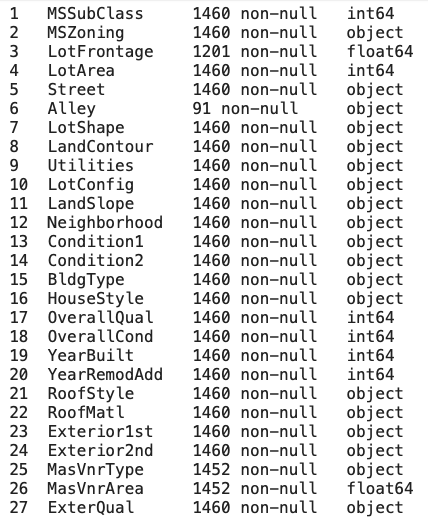 1   MSSubClass     1460 non-null   int64
2   MSZoning       1460 non-null   object
3   LotFrontage    1201 non-null   float64
4   LotArea        1460 non-null   int64
5   Street         1460 non-null   object
6   Alley          91 non-null     object
7   LotShape       1460 non-null   object
8   LandContour    1460 non-null   object
9   Utilities      1460 non-null   object
10  LotConfig      1460 non-null   object
11  LandSlope      1460 non-null   object
12  Neighborhood   1460 non-null   object
13  Condition1     1460 non-null   object
14  Condition2     1460 non-null   object
15  BldgType       1460 non-null   object
16  HouseStyle     1460 non-null   object
17  OverallQual    1460 non-null   int64
18  OverallCond    1460 non-null   int64
19  YearBuilt      1460 non-null   int64
20  YearRemodAdd   1460 non-null   int64
21  RoofStyle      1460 non-null   object
22  RoofMatl       1460 non-null   object
23  Exterior1st    1460 non-null   object
24  Exterior2nd    1460 non-null   object
25  MasVnrType     1452 non-null   object
26  MasVnrArea     1452 non-null   float64
27  ExterQual      1460 non-null   object